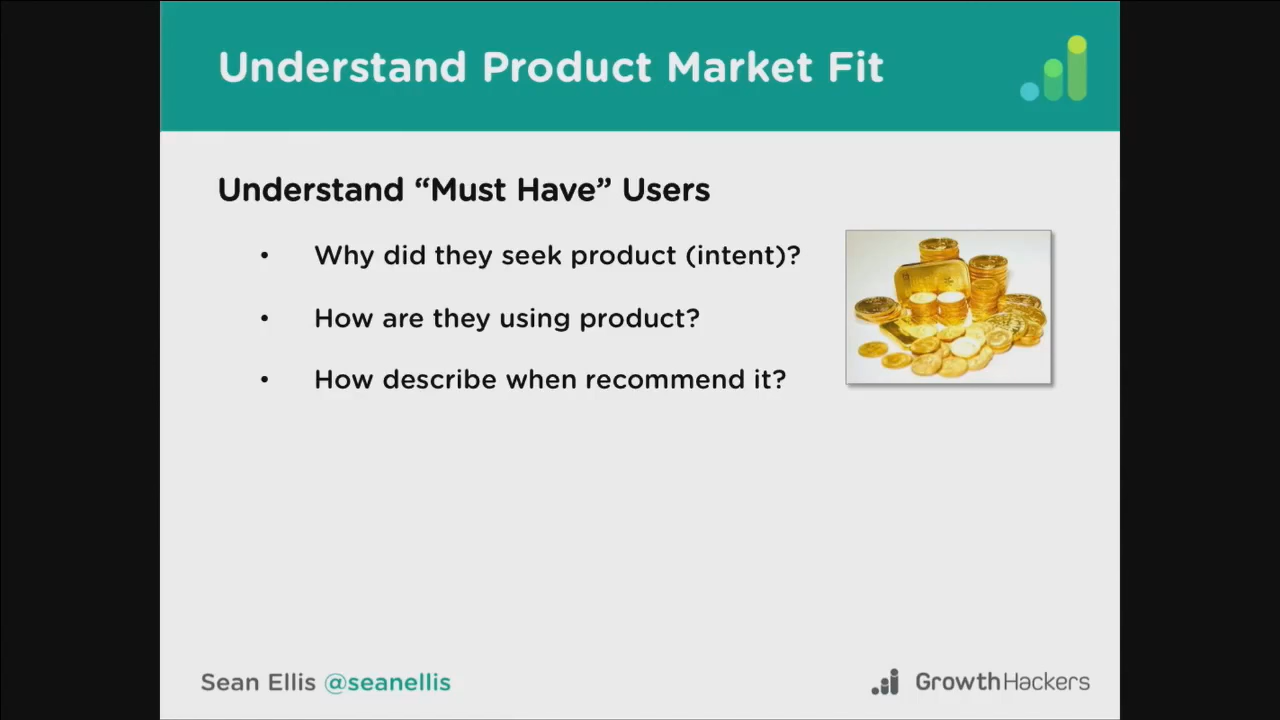 Understand Product Market Fit
Understand “Must Have” Users
• Why did they seek product (intent)?
• How are they using product?
• How describe when recommend it?
Sean Ellis @seanellis
GrowthHackers